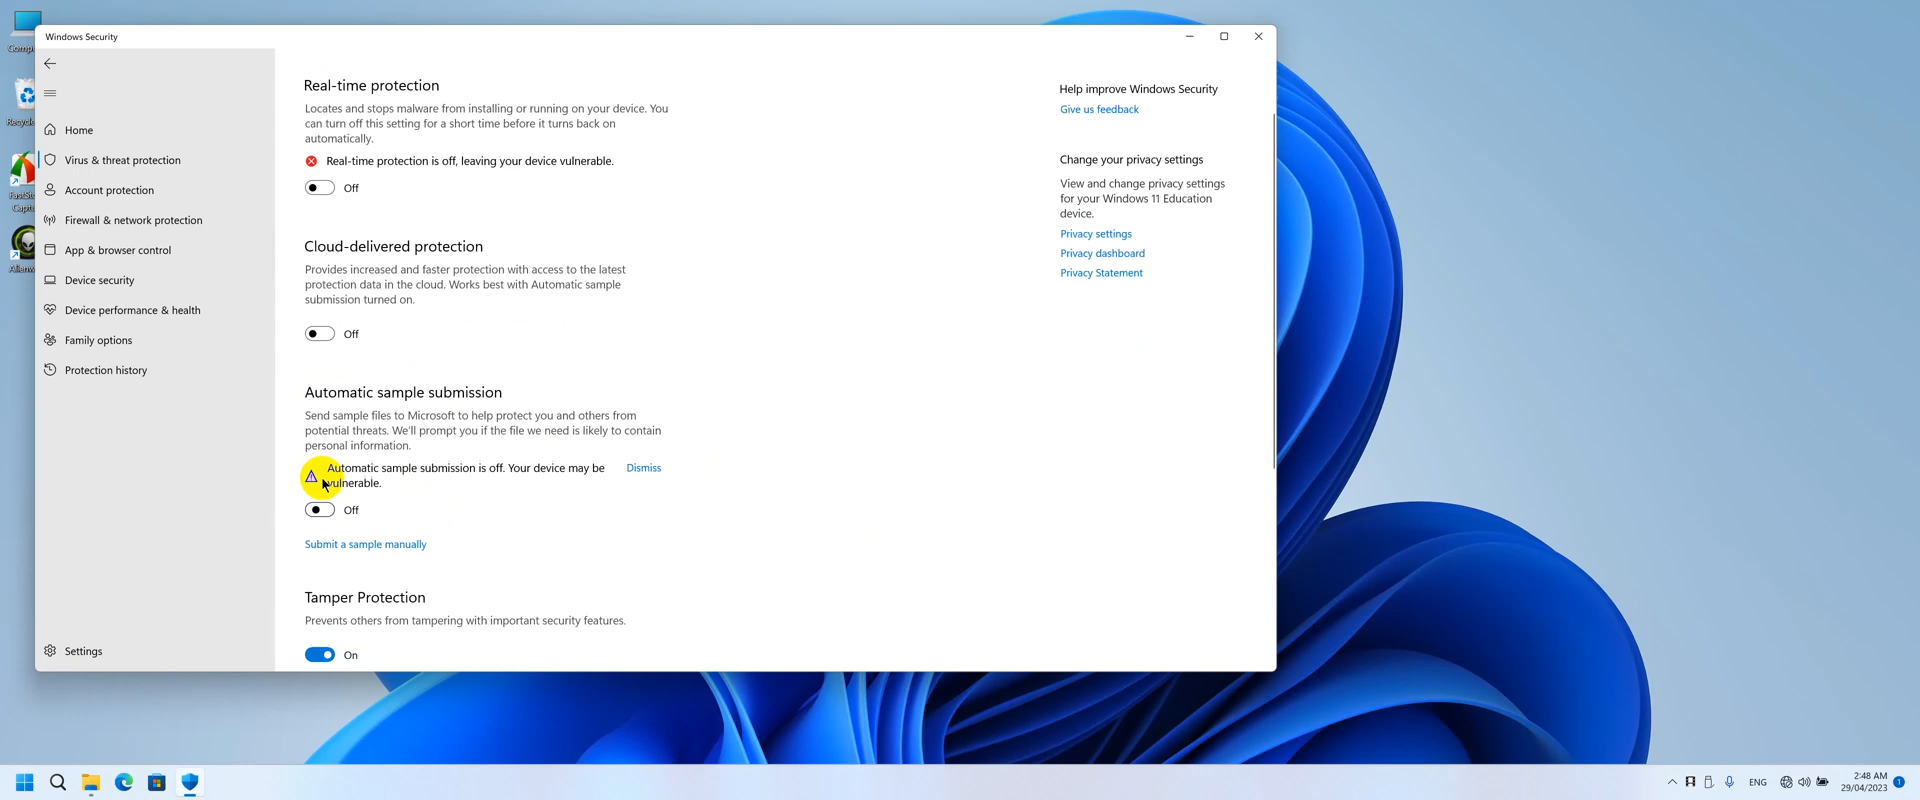 Windows Security
Home
Virus & threat protection
Account protection
Firewall & network protection
App & browser control
Device security
Device performance & health
Family options
Protection history
Settings
Real-time protection
Locates and stops malware from installing or running on your device. You
can turn off this setting for a short time before it turns back on
automatically.
Real-time protection is off, leaving your device vulnerable.
Off
Cloud-delivered protection
Provides increased and faster protection with access to the latest
protection data in the cloud. Works best with Automatic sample
submission turned on.
Off
Automatic sample submission
Send sample files to Microsoft to help protect you and others from
potential threats. We'll prompt you if the file we need is likely to contain
personal information.
Automatic sample submission is off. Your device may be Dismiss
vulnerable.
Off
Submit a sample manually
Tamper Protection
Prevents others from tampering with important security features.
On
Help improve Windows Security
Give us feedback
Change your privacy settings
View and change privacy settings
for your Windows 11 Education
device.
Privacy settings
Privacy dashboard
Privacy Statement
ENG
2:48 AM
29/04/2023
1